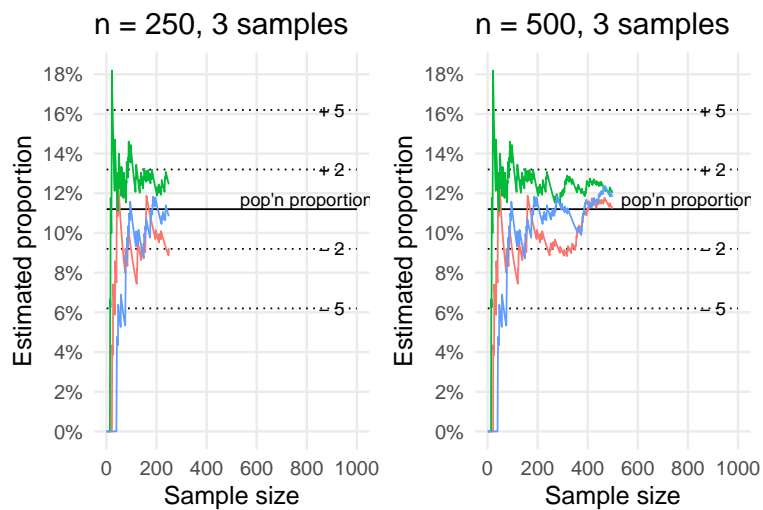 n = 250, 3 samples
Estimated proportion
18%
16%
14%
12%
10%
8%
6%
4%
2%
0%
+ 5
+ 2
pop'n proportion
− 2
− 5
0 200 400 600 800 1000
Sample size
n = 500, 3 samples
Estimated proportion
18%
16%
14%
12%
10%
8%
6%
4%
2%
0%
+ 5
+ 2
pop'n proportion
− 2
− 5
0 200 400 600 800 1000
Sample size